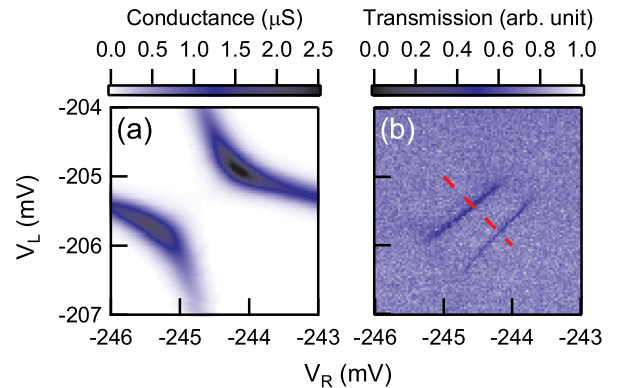 Conductance (μS) Transmission (arb. unit)
0.0 0.5 1.0 1.5 2.0 2.5 0.0 0.2 0.4 0.6 0.8 1.0
-204
(a) (b)
-205
V_L (mV)
-206
-207
-246 -245 -244 -243 -246 -245 -244 -243
V_R (mV)